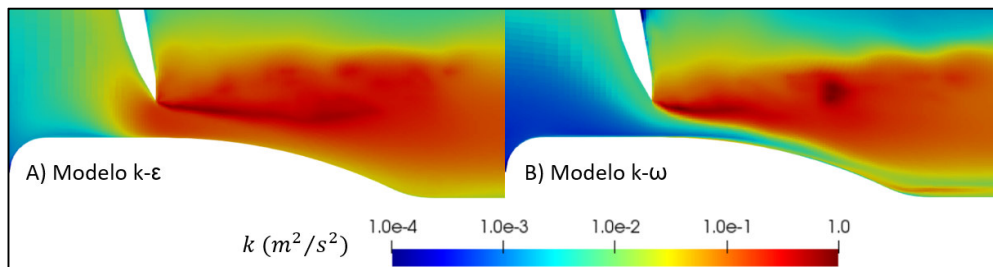 A) Modelo k-ε
B) Modelo k-ω
k (m²/s²)
1.0e-4 1.0e-3 1.0e-2 1.0e-1 1.0